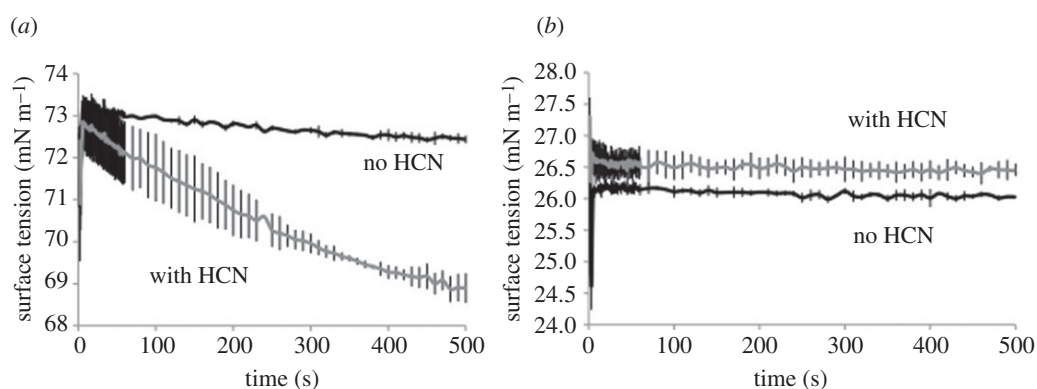 (a)
surface tension (mN m⁻¹)
74
73
72
71
70
69
68
no HCN
with HCN
0
100
200
300
400
500
time (s)
(b)
surface tension (mN m⁻¹)
28.0
27.5
27.0
26.5
26.0
25.5
25.0
24.5
24.0
with HCN
no HCN
0
100
200
300
400
500
time (s)